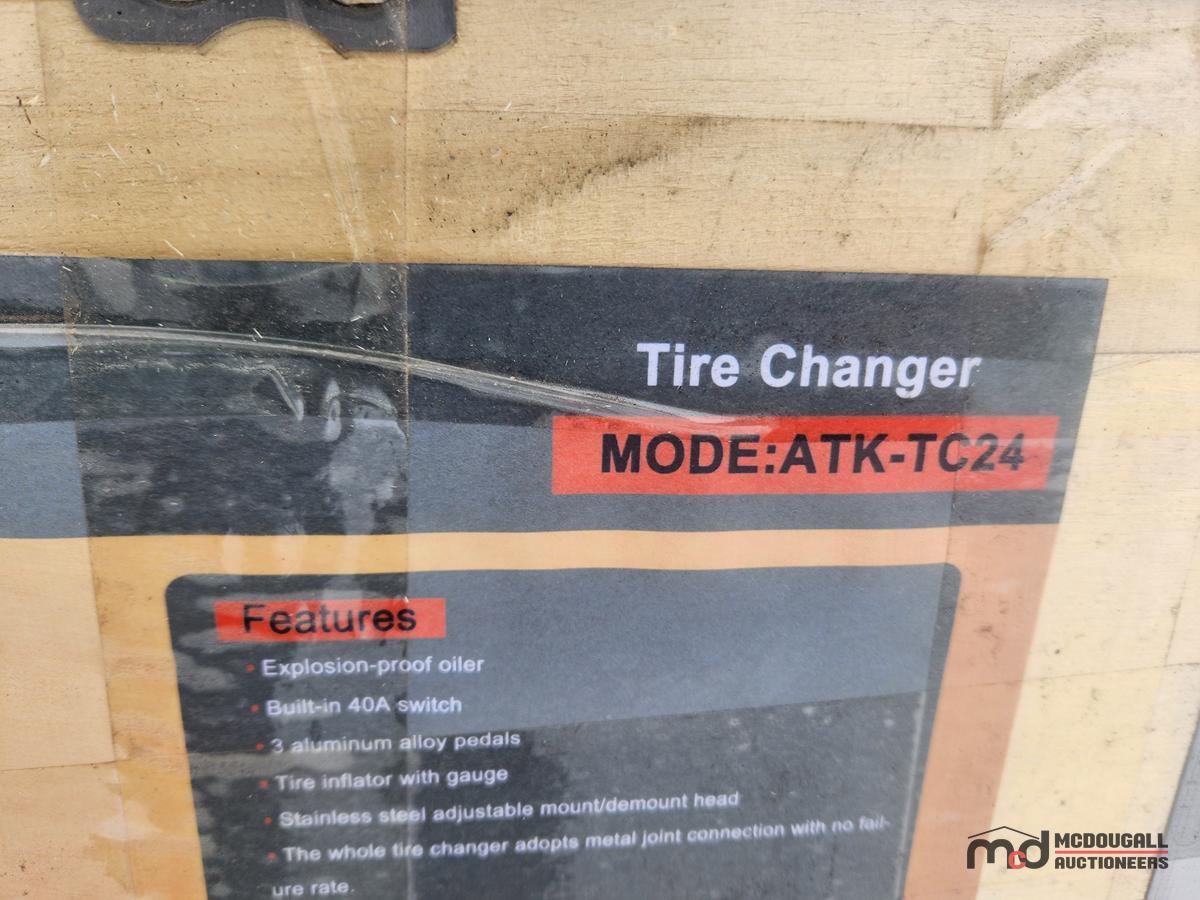 Tire Changer
MODE:ATK-TC24
Features
• Explosion-proof oiler
• Built-in 40A switch
• 3 aluminum alloy pedals
• Tire inflator with gauge
• Stainless steel adjustable mount/demount head
• The whole tire changer adopts metal joint connection with no fail-
ure rate.
mcd MCDOUGALL
AUCTIONEERS